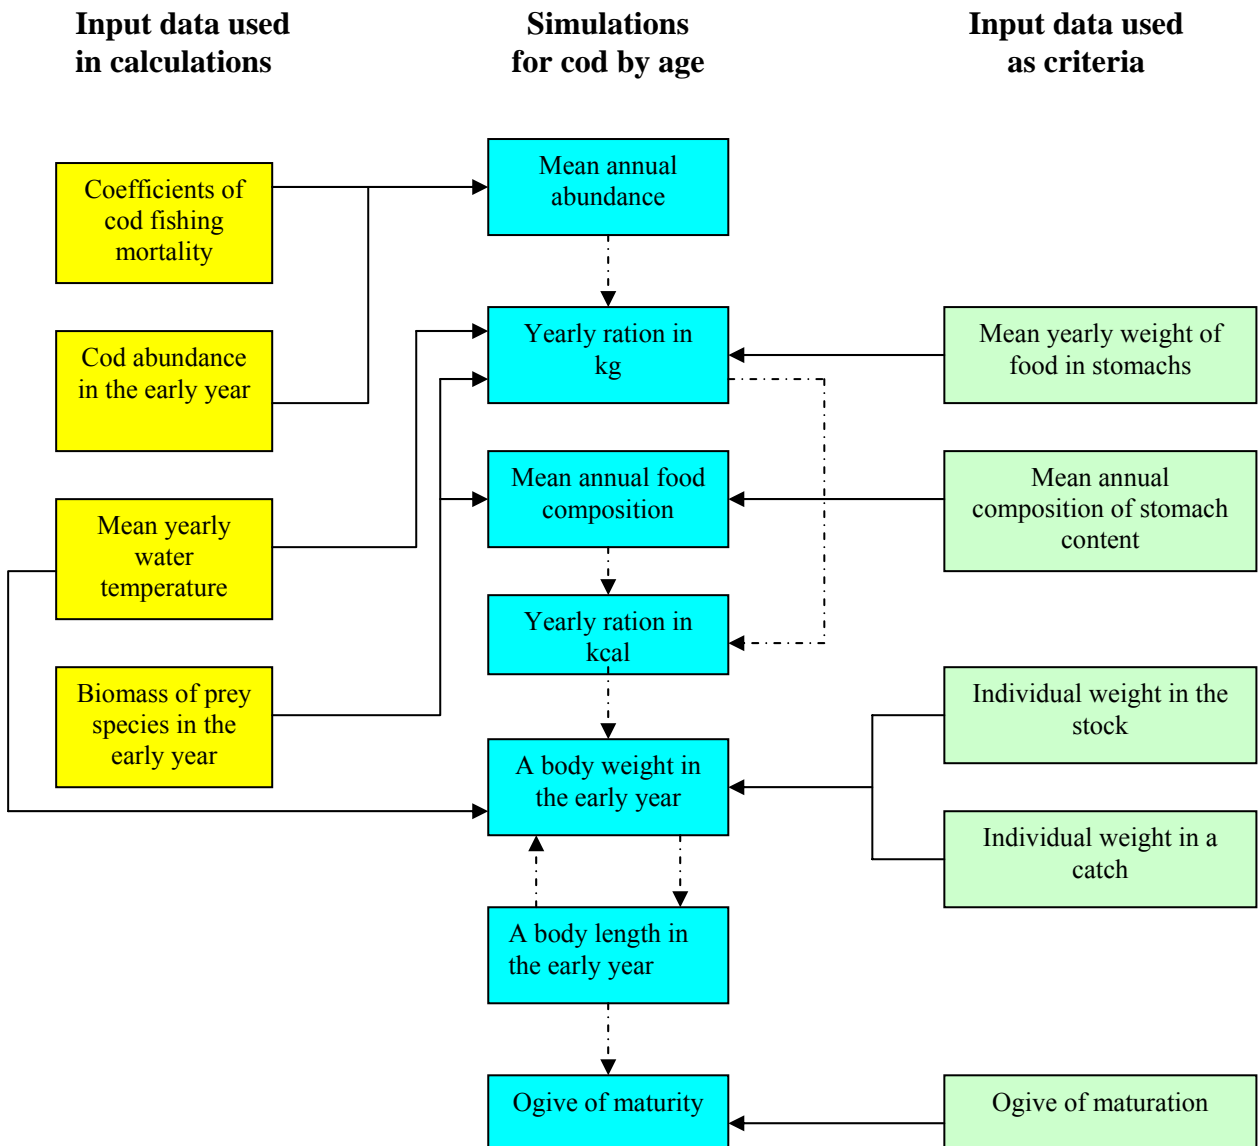 Input data used
in calculations
Simulations
for cod by age
Input data used
as criteria
Coefficients of
cod fishing
mortality
Cod abundance
in the early year
Mean yearly
water
temperature
Biomass of prey
species in the
early year
Mean annual
abundance
Yearly ration in
kg
Mean annual food
composition
Yearly ration in
kcal
A body weight in
the early year
A body length in
the early year
Ogive of maturity
Mean yearly weight of
food in stomachs
Mean annual
composition of stomach
content
Individual weight in the
stock
Individual weight in a
catch
Ogive of maturation